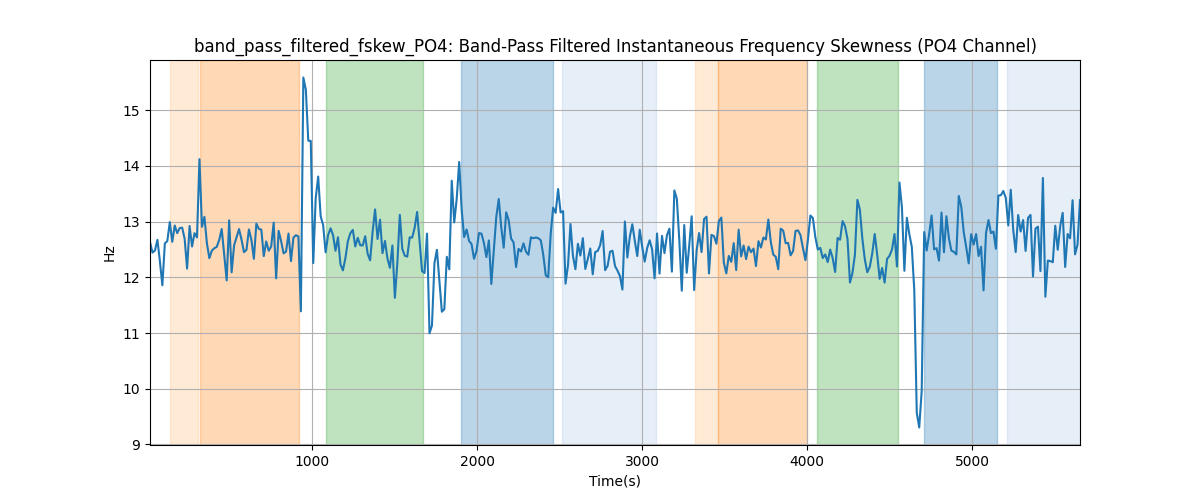 band_pass_filtered_fskew_PO4: Band-Pass Filtered Instantaneous Frequency Skewness (PO4 Channel)
15
14
13
12
11
10
9
Hz
1000 2000 3000 4000 5000
Time(s)